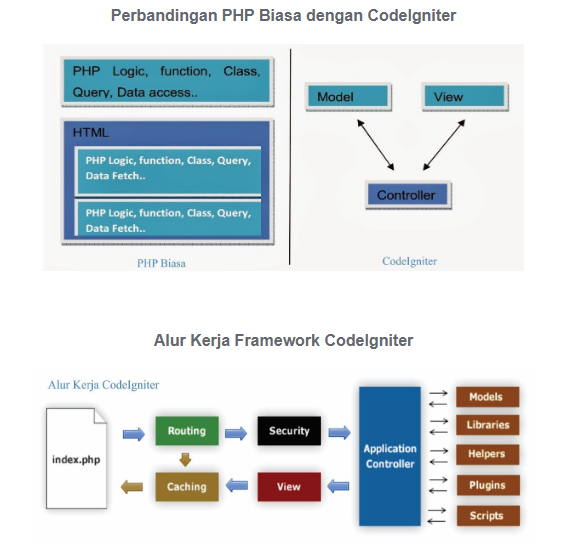 Perbandingan PHP Biasa dengan CodeIgniter
PHP Logic, function, Class,
Query, Data access..
HTML
PHP Logic, function, Class, Query,
Data Fetch..
PHP Logic, function, Class, Query,
Data Fetch..
PHP Biasa
Model
View
Controller
CodeIgniter
Alur Kerja Framework CodeIgniter
Alur Kerja CodeIgniter
index.php
Routing
Security
Caching
View
Application
Controller
Models
Libraries
Helpers
Plugins
Scripts